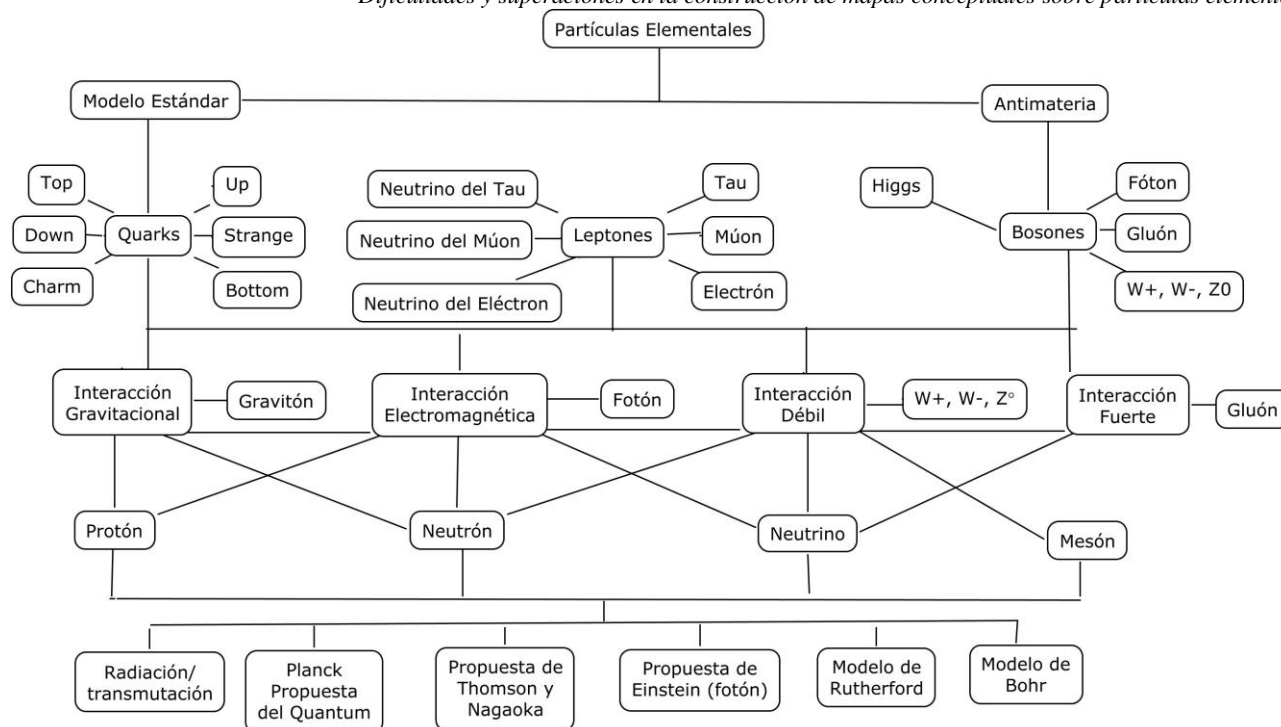 Dificultades y superaciones en la construcción de mapas conceptuales sobre partículas
Partículas Elementales
Modelo Estándar
Antimateria
Top
Up
Neutrino del Tau
Tau
Higgs
Fóton
Down
Quarks
Strange
Neutrino del Múon
Leptones
Múon
Bosones
Gluón
Charm
Bottom
Neutrino del Eléctron
Electrón
W+, W-, Z0
Interacción
Gravitacional
Gravitón
Interacción
Electromagnética
Fotón
Interacción
Débil
W+, W-, Z°
Interacción
Fuerte
Gluón
Protón
Neutrón
Neutrino
Mesón
Radiación/
transmutación
Planck
Propuesta
del Quantum
Propuesta de
Thomson y
Nagaoka
Propuesta de
Einstein (fotón)
Modelo de
Rutherford
Modelo de
Bohr